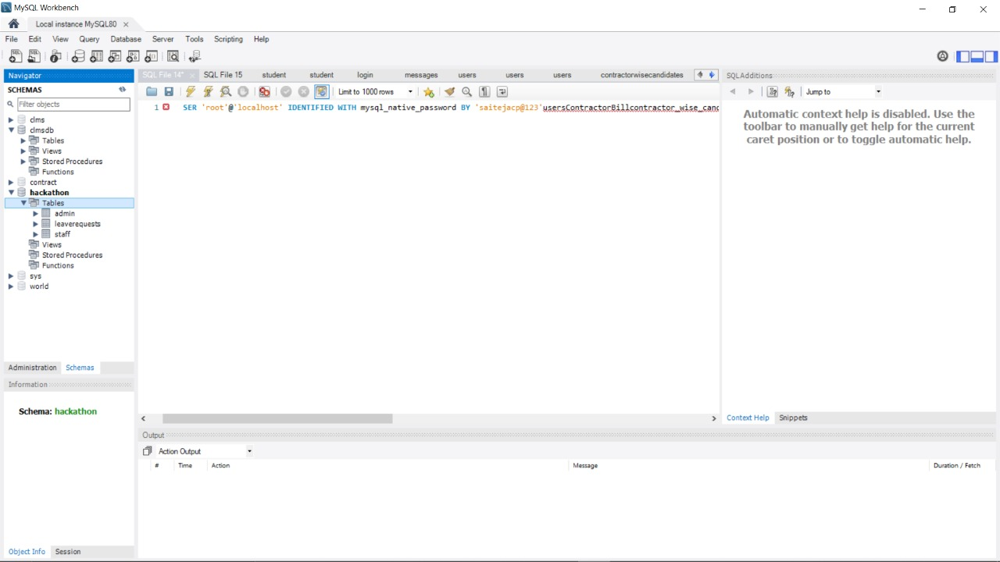 MySQL Workbench
Local instance MySQL80
File Edit View Query Database Server Tools Scripting Help
Navigator
SCHEMAS
Filter objects
clms
clmsdb
Tables
Views
Stored Procedures
Functions
contract
hackathon
Tables
admin
leaverequests
staff
Views
Stored Procedures
Functions
sys
world
Administration Schemas
Information
Schema: hackathon
Object Info Session
SQL File 14* SQL File 15 student student login messages users users users contractorwisecandidates
Limit to 1000 rows
1 SER 'root'@'localhost' IDENTIFIED WITH mysql_native_password BY 'saitejacp@123'usersContractorBillcontractor_wise_canc
SQLAdditions
Jump to
Automatic context help is disabled. Use the
toolbar to manually get help for the current
caret position or to toggle automatic help.
Context Help Snippets
Output
Action Output
# Time Action Message Duration / Fetch